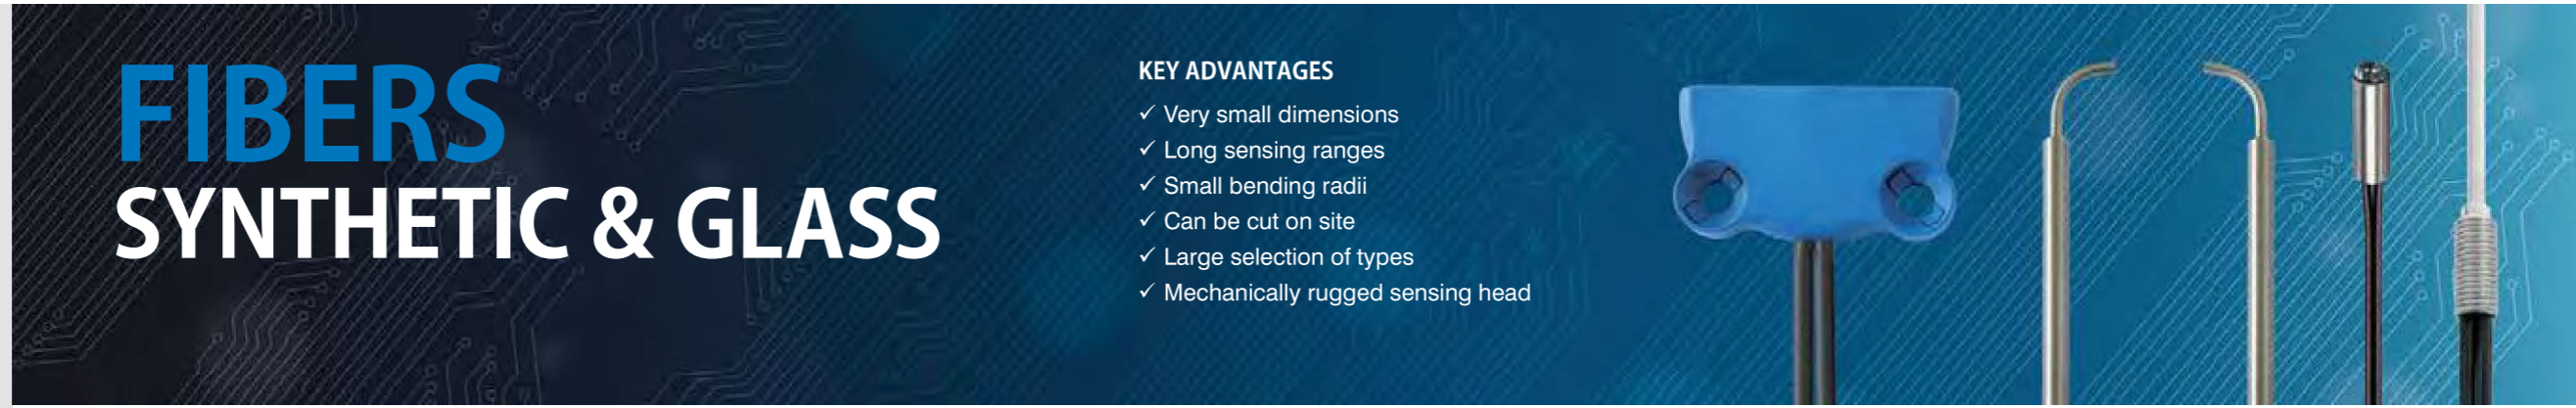 FIBERS
SYNTHETIC & GLASS
KEY ADVANTAGES
✓ Very small dimensions
✓ Long sensing ranges
✓ Small bending radii
✓ Can be cut on site
✓ Large selection of types
✓ Mechanically rugged sensing head